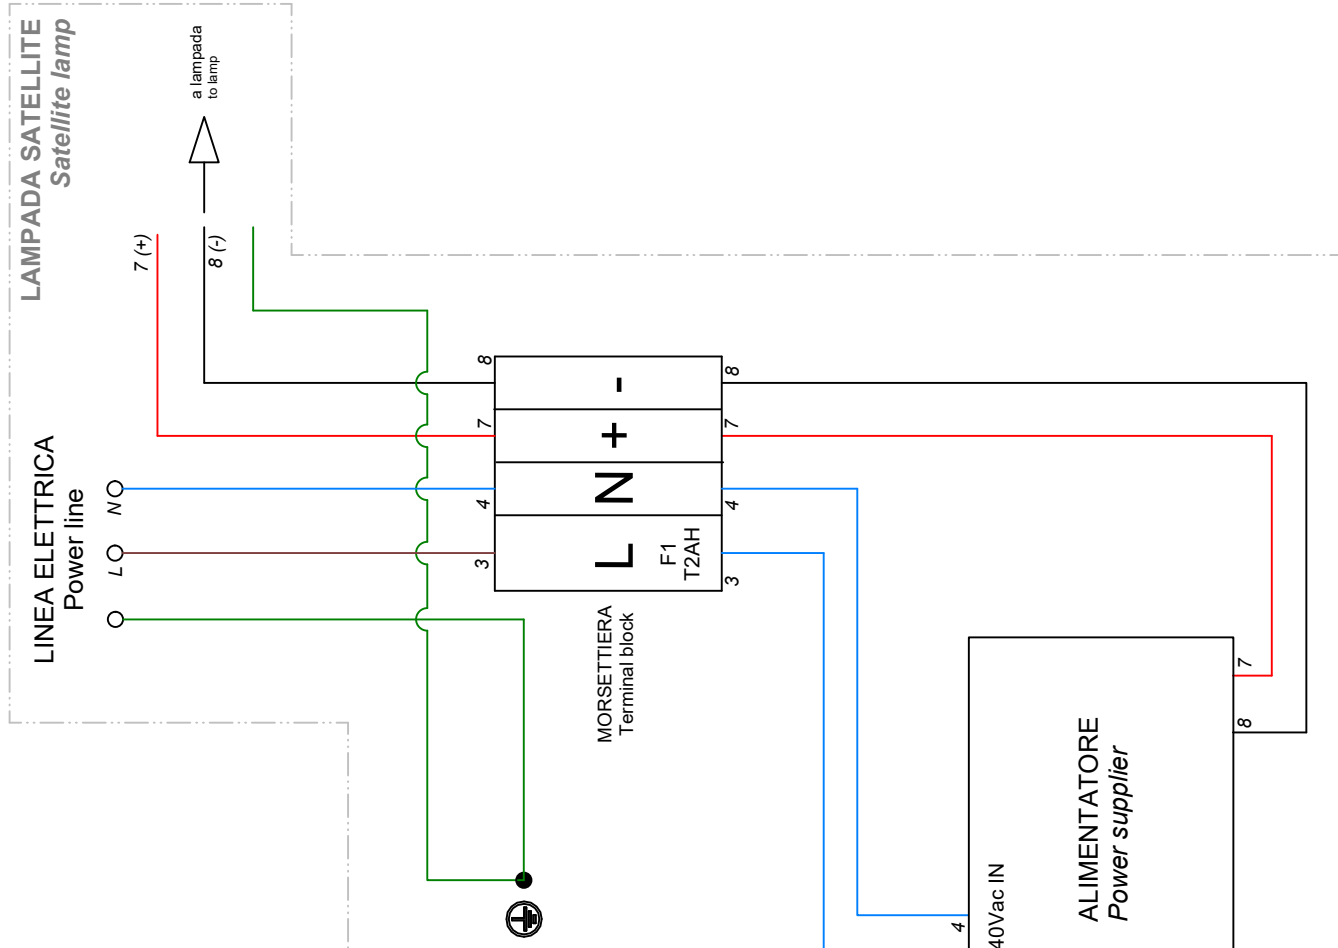 LAMPADA SATELLITE
Satellite lamp
a lampada
to lamp
7 (+)
8 (-)
LINEA ELETTRICA
Power line
N
L
8
7
4
3
-
+
N
L
F1
T2AH
8
7
4
3
MORSETTIERA
Terminal block
7
8
ALIMENTATORE
Power supplier
4
40Vac IN